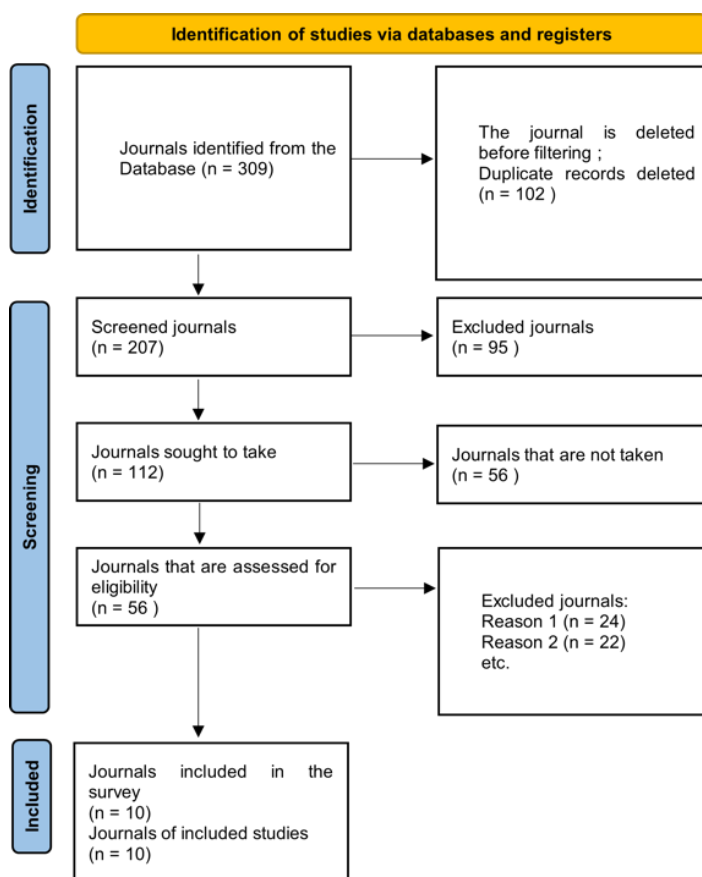 Identification of studies via databases and registers
Identification
Journals identified from the
Database (n = 309)
The journal is deleted
before filtering ;
Duplicate records deleted
(n = 102 )
Screening
Screened journals
(n = 207)
Excluded journals
(n = 95 )
Journals sought to take
(n = 112)
Journals that are not taken
(n = 56 )
Journals that are assessed for
eligibility
(n = 56 )
Excluded journals:
Reason 1 (n = 24)
Reason 2 (n = 22)
etc.
Included
Journals included in the
survey
(n = 10)
Journals of included studies
(n = 10)